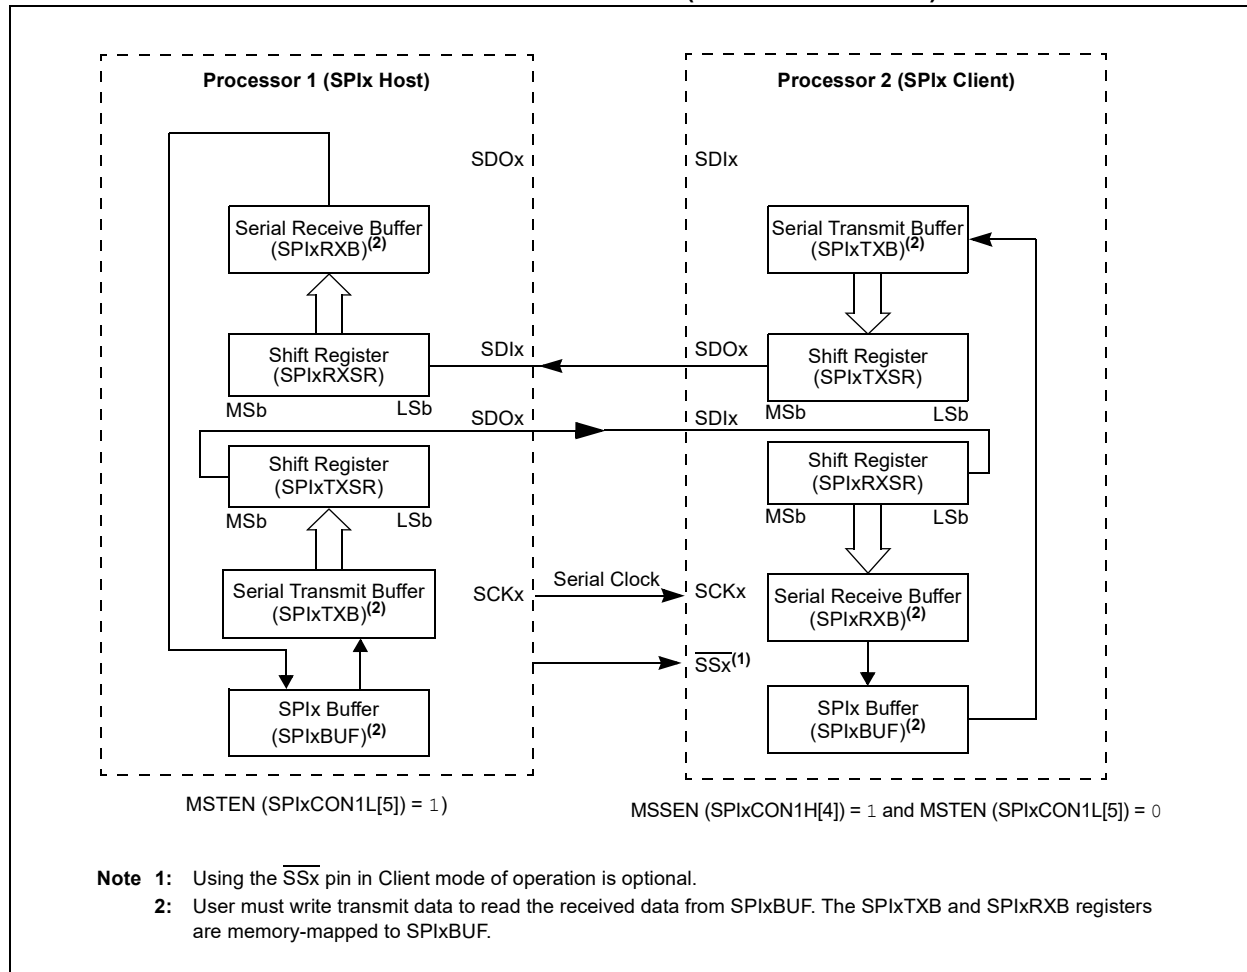 Processor 1 (SPIx Host)
Processor 2 (SPIx Client)
SDOx
SDIx
Serial Receive Buffer
(SPIxRXB)(2)
Serial Transmit Buffer
(SPIxTXB)(2)
Shift Register
(SPIxRXSR)
SDIx
SDOx
Shift Register
(SPIxTXSR)
MSb
LSb
MSb
LSb
SDOx
SDIx
Shift Register
(SPIxTXSR)
Shift Register
(SPIxRXSR)
MSb
LSb
MSb
LSb
Serial Transmit Buffer
(SPIxTXB)(2)
SCKx
Serial Clock
SCKx
Serial Receive Buffer
(SPIxRXB)(2)
SSx(1)
SPIx Buffer
(SPIxBUF)(2)
SPIx Buffer
(SPIxBUF)(2)
MSTEN (SPIxCON1L[5]) = 1)
MSSEN (SPIxCON1H[4]) = 1 and MSTEN (SPIxCON1L[5]) = 0
Note 1: Using the SSx pin in Client mode of operation is optional.
2: User must write transmit data to read the received data from SPIxBUF. The SPIxTXB and SPIxRXB registers
are memory-mapped to SPIxBUF.